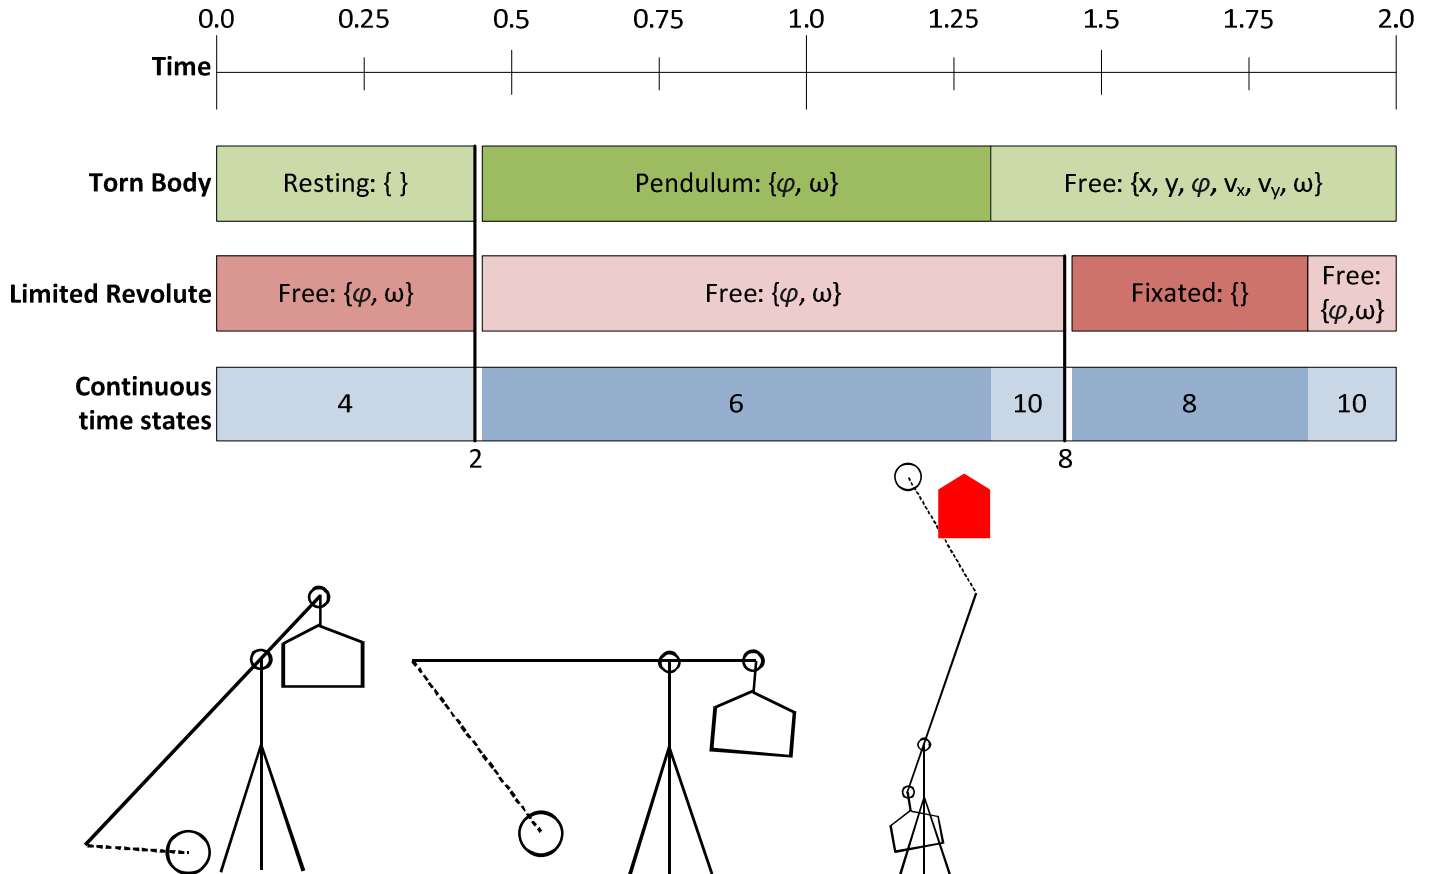 0.0 0.25 0.5 0.75 1.0 1.25 1.5 1.75 2.0
Time
Torn Body
Resting: { }
Pendulum: {φ, ω}
Free: {x, y, φ, vx, vy, ω}
Limited Revolute
Free: {φ, ω}
Free: {φ, ω}
Fixated: {}
Free:
{φ,ω}
Continuous
time states
4
6
10
8
10
2
8